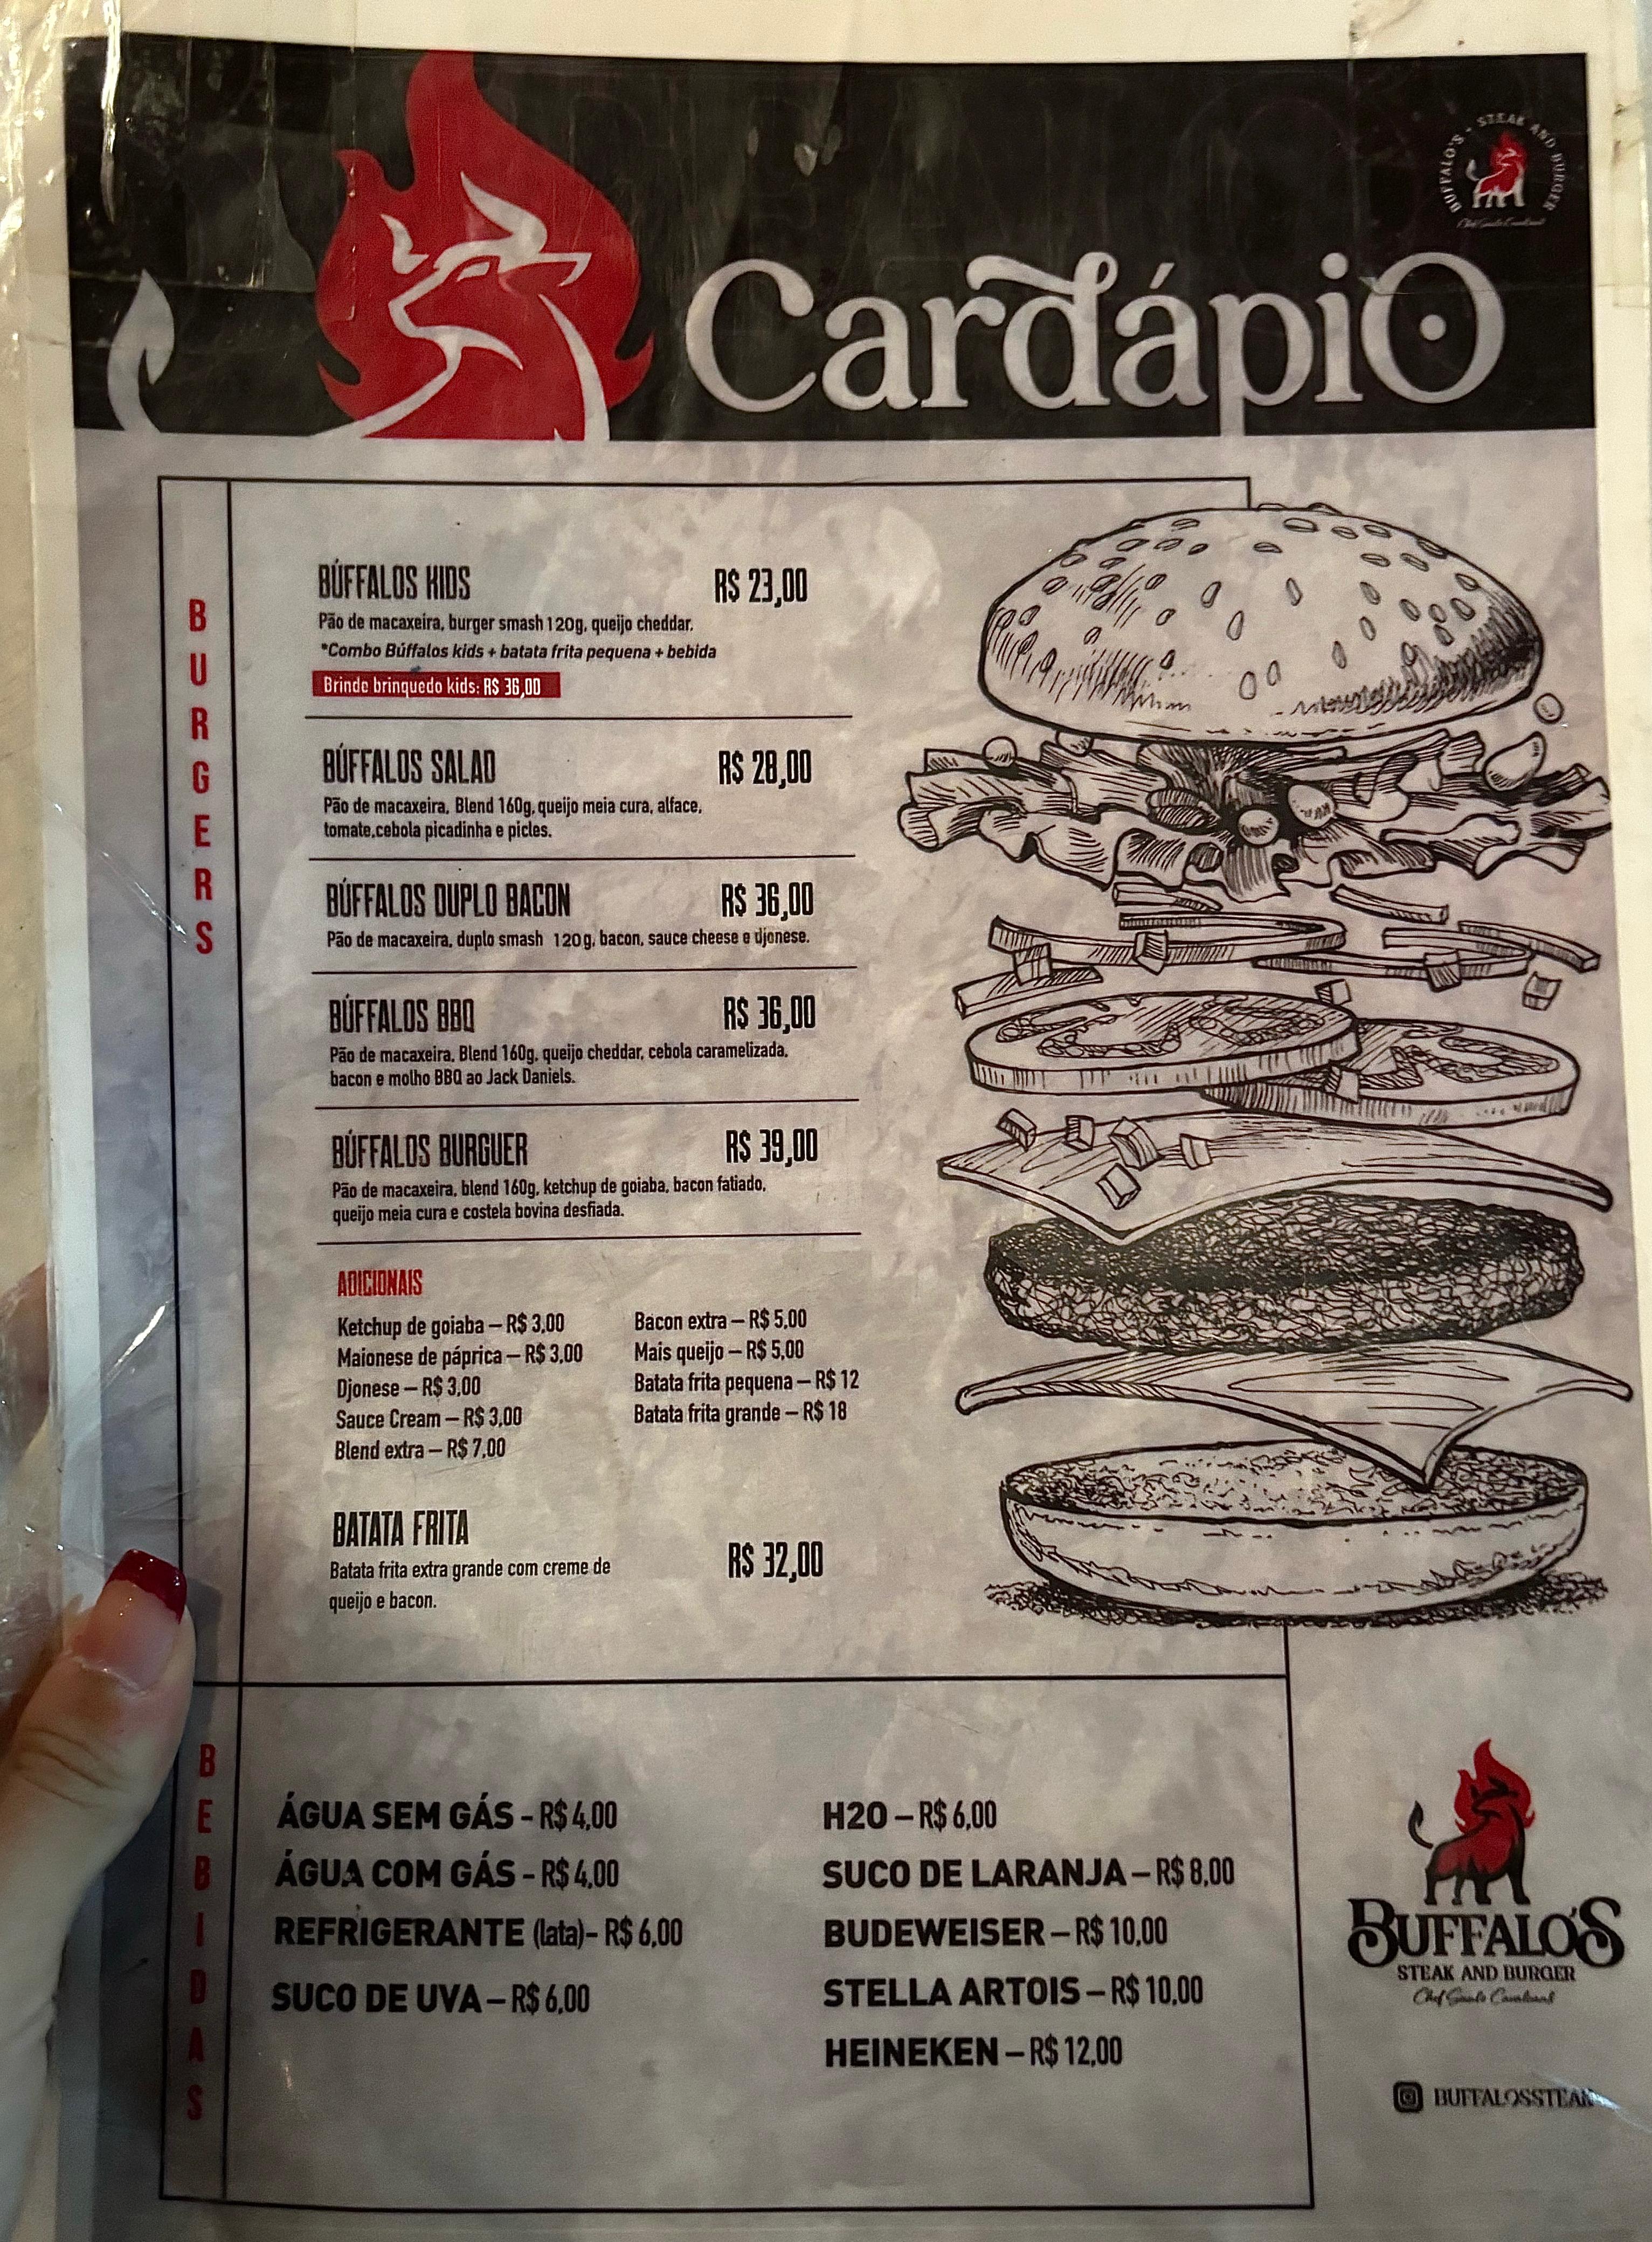 BUFFALO'S - STEAK AND BURGER
CardápiO
BURGERS
BÚFFALOS KIDS R$ 23,00
Pão de macaxeira, burger smash 120g, queijo cheddar.
*Combo Búffalos kids + batata frita pequena + bebida
Brinde brinquedo kids: R$ 36,00
BÚFFALOS SALAD R$ 28,00
Pão de macaxeira, Blend 160g, queijo meia cura, alface,
tomate,cebola picadinha e picles.
BÚFFALOS DUPLO BACON R$ 36,00
Pão de macaxeira, duplo smash 120g, bacon, sauce cheese e djonese.
BÚFFALOS BBQ R$ 36,00
Pão de macaxeira, Blend 160g, queijo cheddar, cebola caramelizada,
bacon e molho BBQ ao Jack Daniels.
BÚFFALOS BURGUER R$ 39,00
Pão de macaxeira, blend 160g, ketchup de goiaba, bacon fatiado,
queijo meia cura e costela bovina desfiada.
ADICIONAIS
Ketchup de goiaba – R$ 3,00
Maionese de páprica – R$ 3,00
Djonese – R$ 3,00
Sauce Cream – R$ 3,00
Blend extra – R$ 7,00
Bacon extra – R$ 5,00
Mais queijo – R$ 5,00
Batata frita pequena – R$ 12
Batata frita grande – R$ 18
BATATA FRITA R$ 32,00
Batata frita extra grande com creme de
queijo e bacon.
BEBIDAS
ÁGUA SEM GÁS - R$ 4,00
ÁGUA COM GÁS - R$ 4,00
REFRIGERANTE (lata)- R$ 6,00
SUCO DE UVA – R$ 6,00
H2O – R$ 6,00
SUCO DE LARANJA – R$ 8,00
BUDEWEISER – R$ 10,00
STELLA ARTOIS – R$ 10,00
HEINEKEN – R$ 12,00
BUFFALO'S
STEAK AND BURGER
Chef
BUFFALOSSTEAK